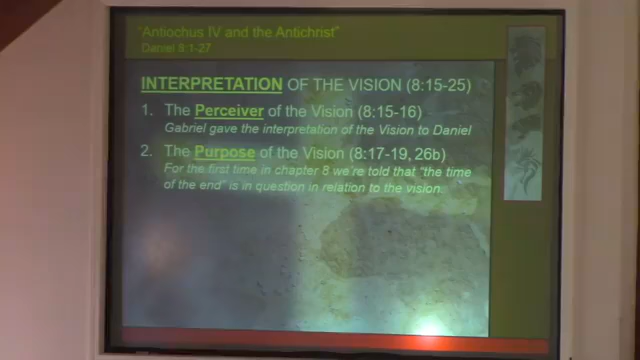 "Antiochus IV and the Antichrist"
Daniel 8:1-27
INTERPRETATION OF THE VISION (8:15-25)
1. The Perceiver of the Vision (8:15-16)
Gabriel gave the interpretation of the Vision to Daniel
2. The Purpose of the Vision (8:17-19, 26b)
For the first time in chapter 8 we're told that "the time
of the end" is in question in relation to the vision.